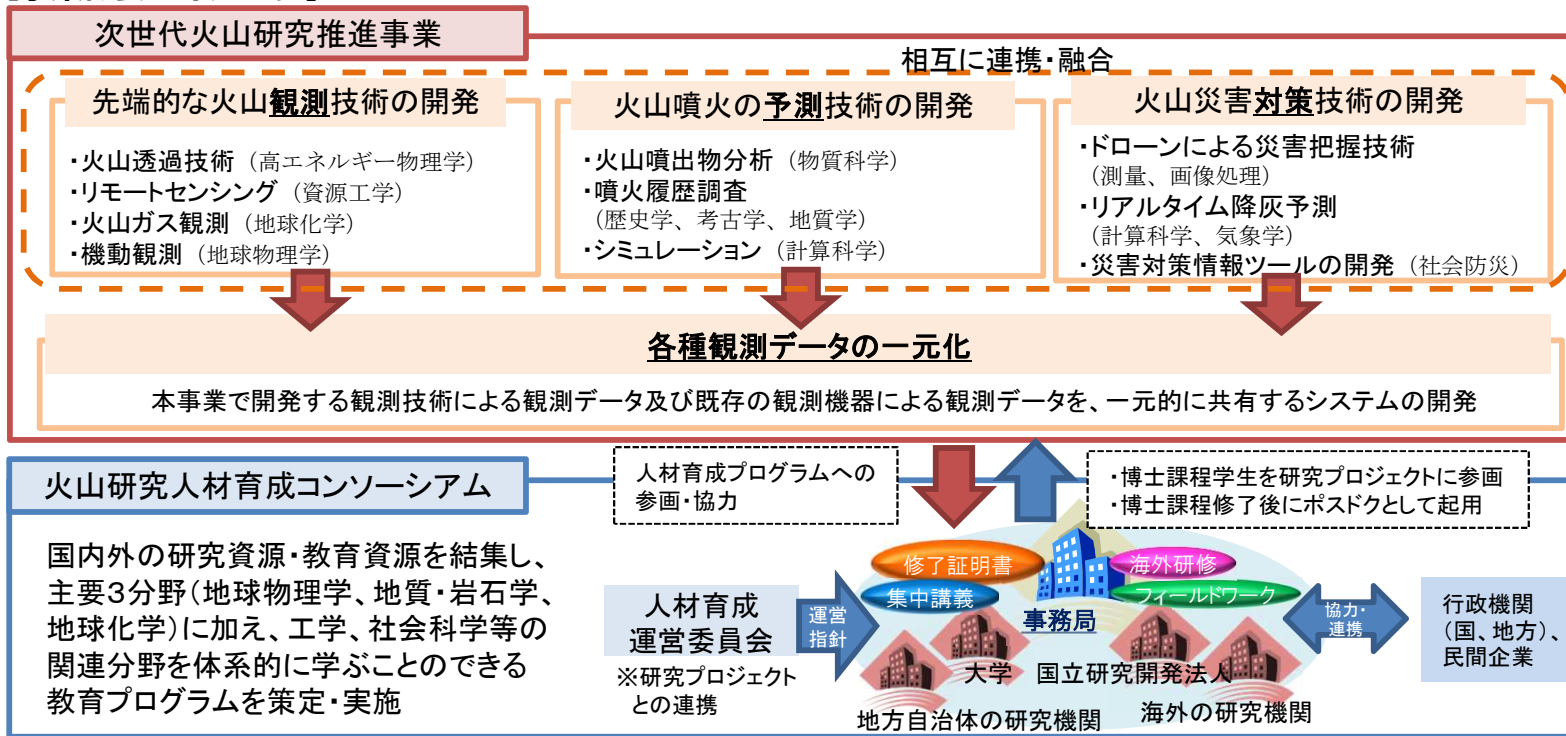 次世代火山研究推進事業
相互に連携・融合
先端的な火山観測技術の開発
・火山透過技術（高エネルギー物理学）
・リモートセンシング（資源工学）
・火山ガス観測（地球化学）
・機動観測（地球物理学）
火山噴火の予測技術の開発
・火山噴出物分析（物質科学）
・噴火履歴調査
（歴史学、考古学、地質学）
・シミュレーション（計算科学）
火山災害対策技術の開発
・ドローンによる災害把握技術
（測量、画像処理）
・リアルタイム降灰予測
（計算科学、気象学）
・災害対策情報ツールの開発（社会防災）
各種観測データの一元化
本事業で開発する観測技術による観測データ及び既存の観測機器による観測データを、一元的に共有するシステムの開発
火山研究人材育成コンソーシアム
人材育成プログラムへの
参画・協力
・博士課程学生を研究プロジェクトに参画
・博士課程修了後にポスドクとして起用
国内外の研究資源・教育資源を結集し、
主要３分野（地球物理学、地質・岩石学、
地球化学）に加え、工学、社会科学等の
関連分野を体系的に学ぶことのできる
教育プログラムを策定・実施
人材育成
運営委員会
※研究プロジェクト
との連携
運営
指針
修了証明書
海外研修
集中講義
フィールドワーク
事務局
大学
国立研究開発法人
地方自治体の研究機関
海外の研究機関
協力・
連携
行政機関
（国、地方）、
民間企業